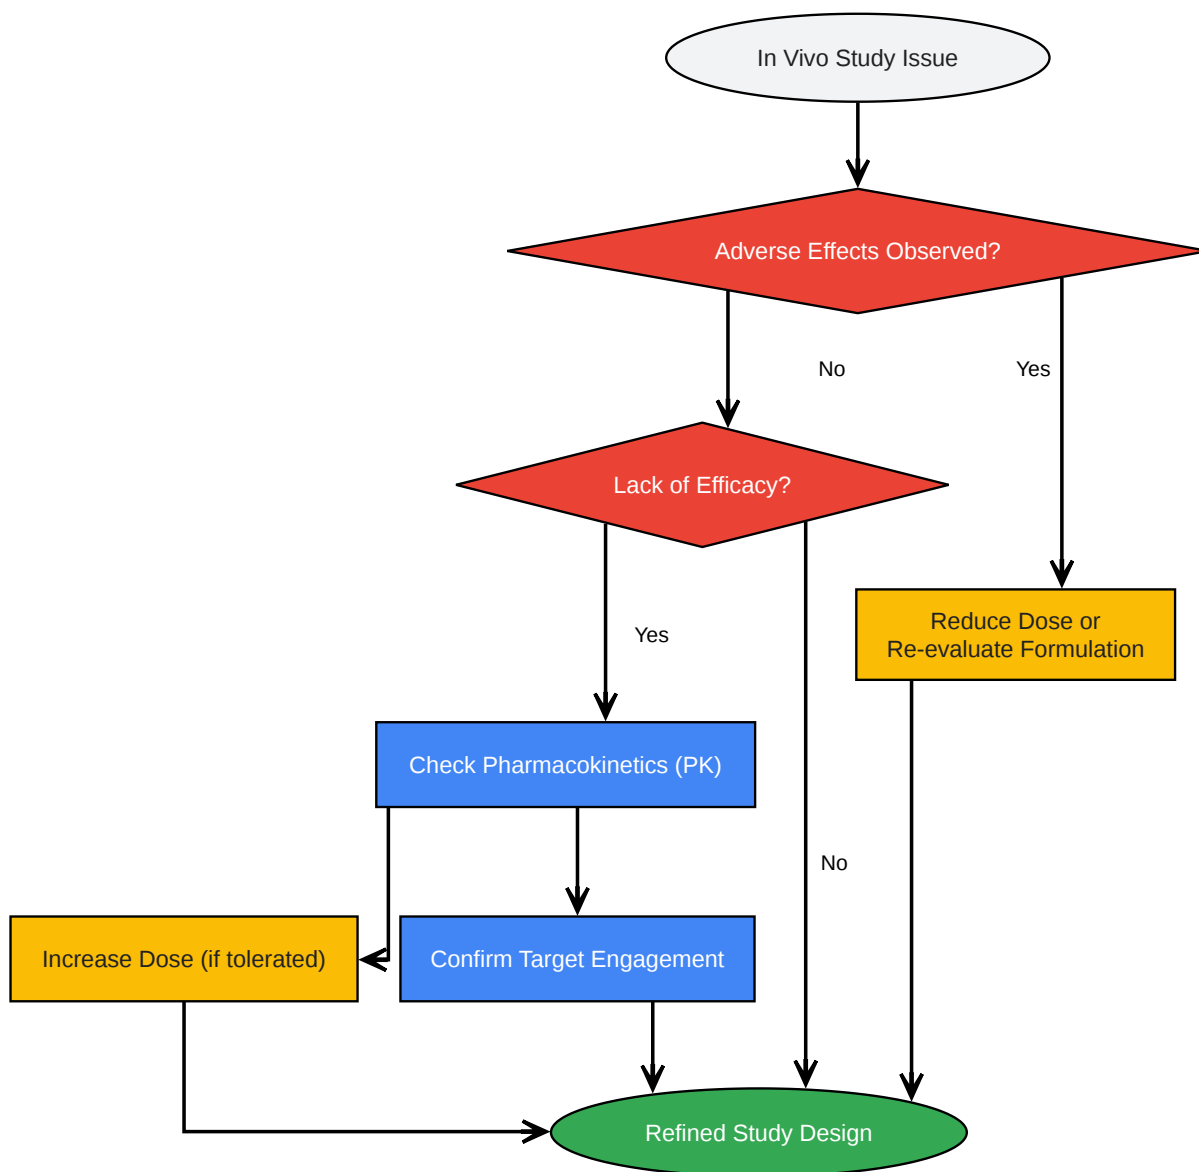 In Vivo Study Issue
Adverse Effects Observed?
No
Yes
Lack of Efficacy?
Reduce Dose or
Re-evaluate Formulation
Yes
Check Pharmacokinetics (PK)
No
Increase Dose (if tolerated)
Confirm Target Engagement
Refined Study Design